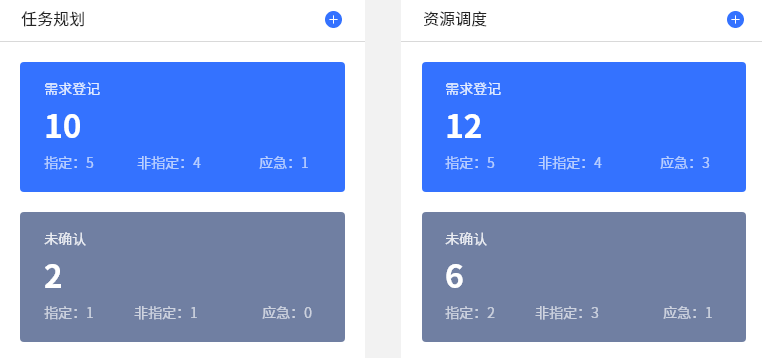 任务规划
需求登记
10
指定：5 非指定：4 应急：1
未确认
2
指定：1 非指定：1 应急：0
资源调度
需求登记
12
指定：5 非指定：4 应急：3
未确认
6
指定：2 非指定：3 应急：1